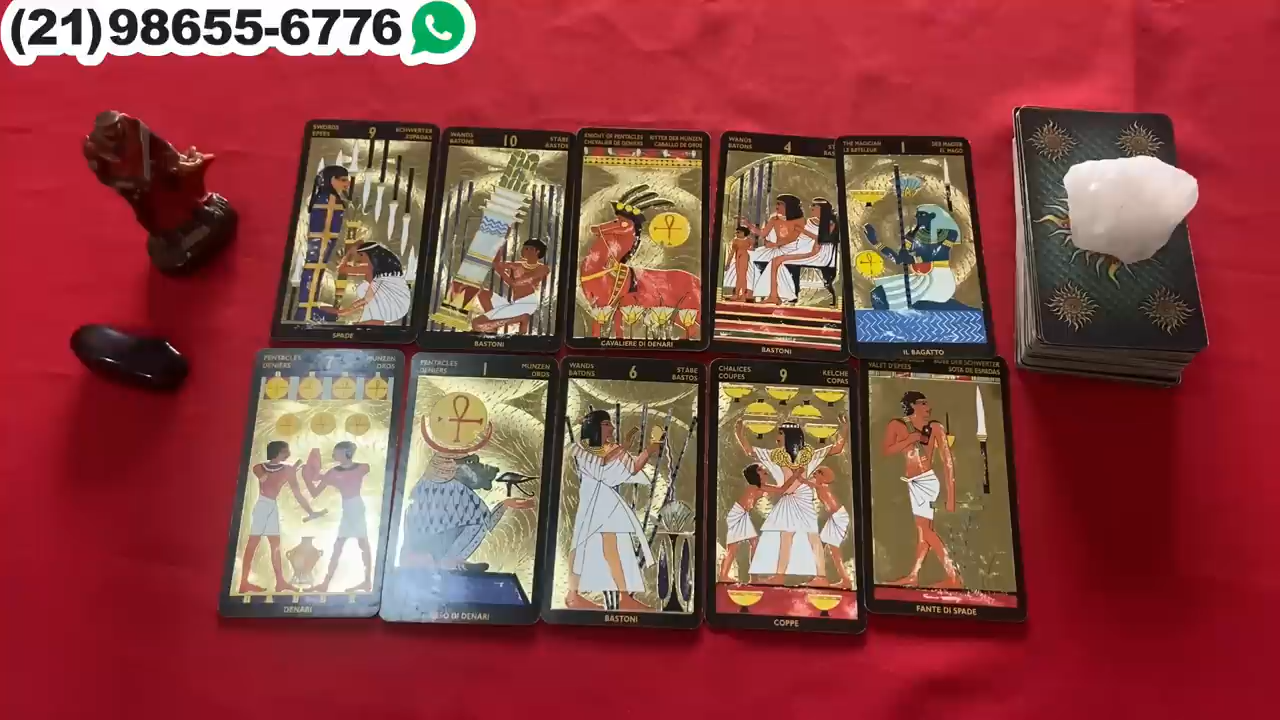 (21)98655-6776
SWORDS 9 SCHWERTER
EPEES ESPADAS
SPADE
WANDS 10 STÄBE
BATONS BASTOS
BASTONI
KNIGHT OF PENTACLES RITTER DER MÜNZEN
CHEVALIER DE DENIERS CABALLO DE OROS
CAVALIERE DI DENARI
WANDS 4
BATONS
BASTONI
THE MAGICIAN 1 DER MAGIER
LE BATELEUR EL MAGO
IL BAGATTO
PENTACLES 7 MÜNZEN
DENIERS OROS
DENARI
PENTACLES 1 MÜNZEN
DENIERS OROS
DI DENARI
WANDS 6 STÄBE
BATONS BASTOS
BASTONI
CHALICES 9 KELCHE
COUPES COPAS
COPPE
VALET D'EPEES SOTA DE ESPADAS
FANTE DI SPADE